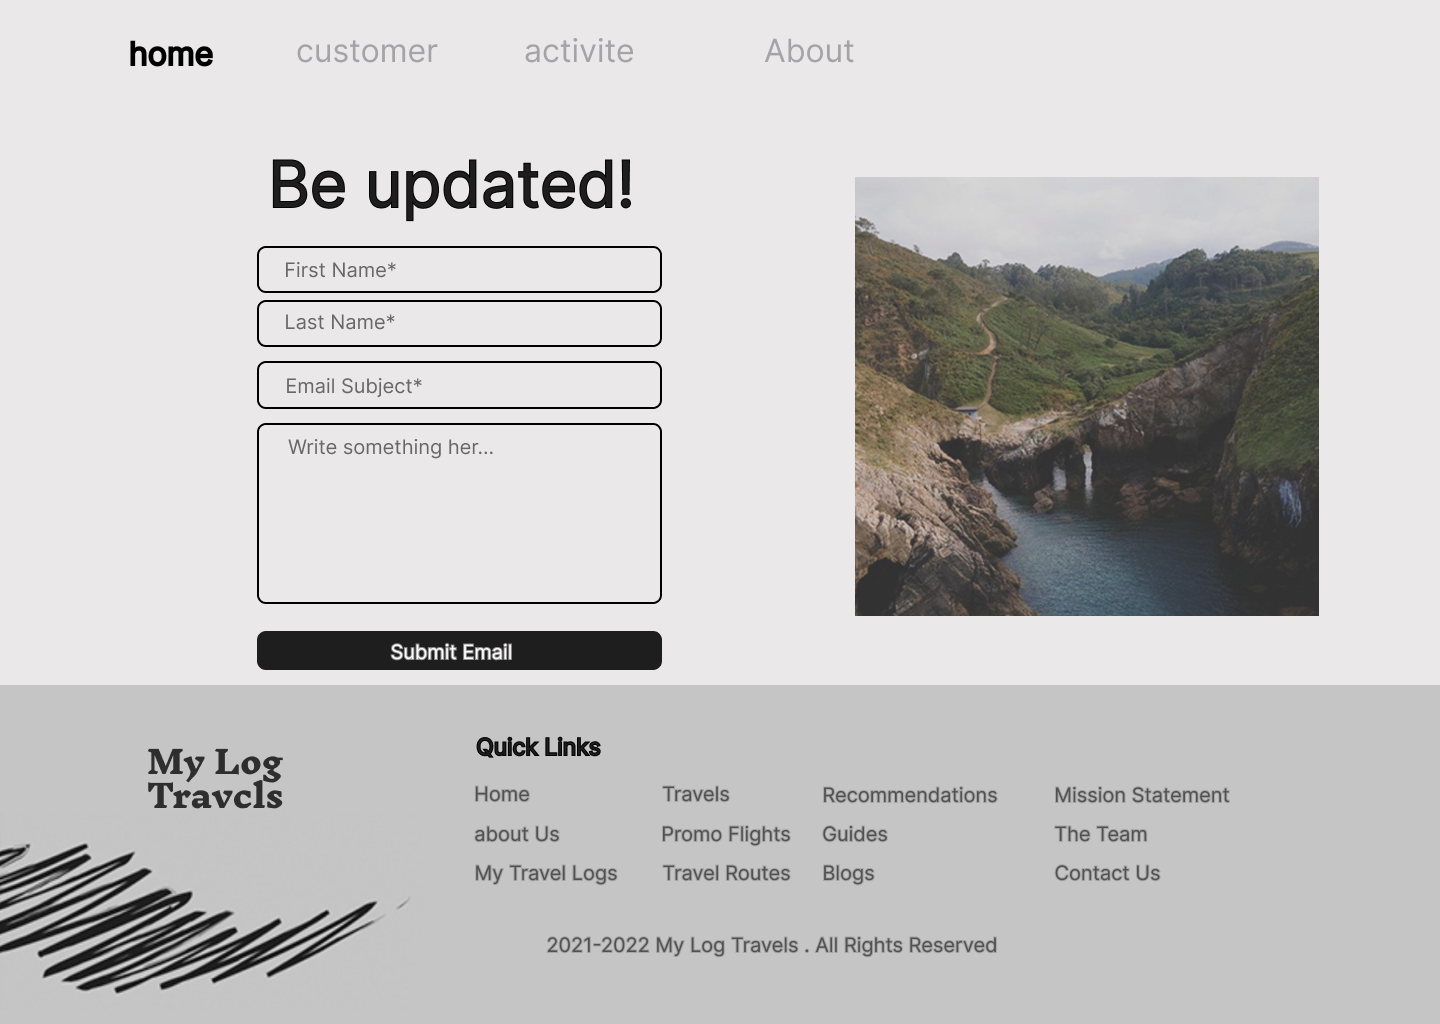 home customer activite About
Be updated!
First Name*
Last Name*
Email Subject*
Write something her...
Submit Email
My Log
Travels
Quick Links
Home Travels Recommendations Mission Statement
about Us Promo Flights Guides The Team
My Travel Logs Travel Routes Blogs Contact Us
2021-2022 My Log Travels . All Rights Reserved